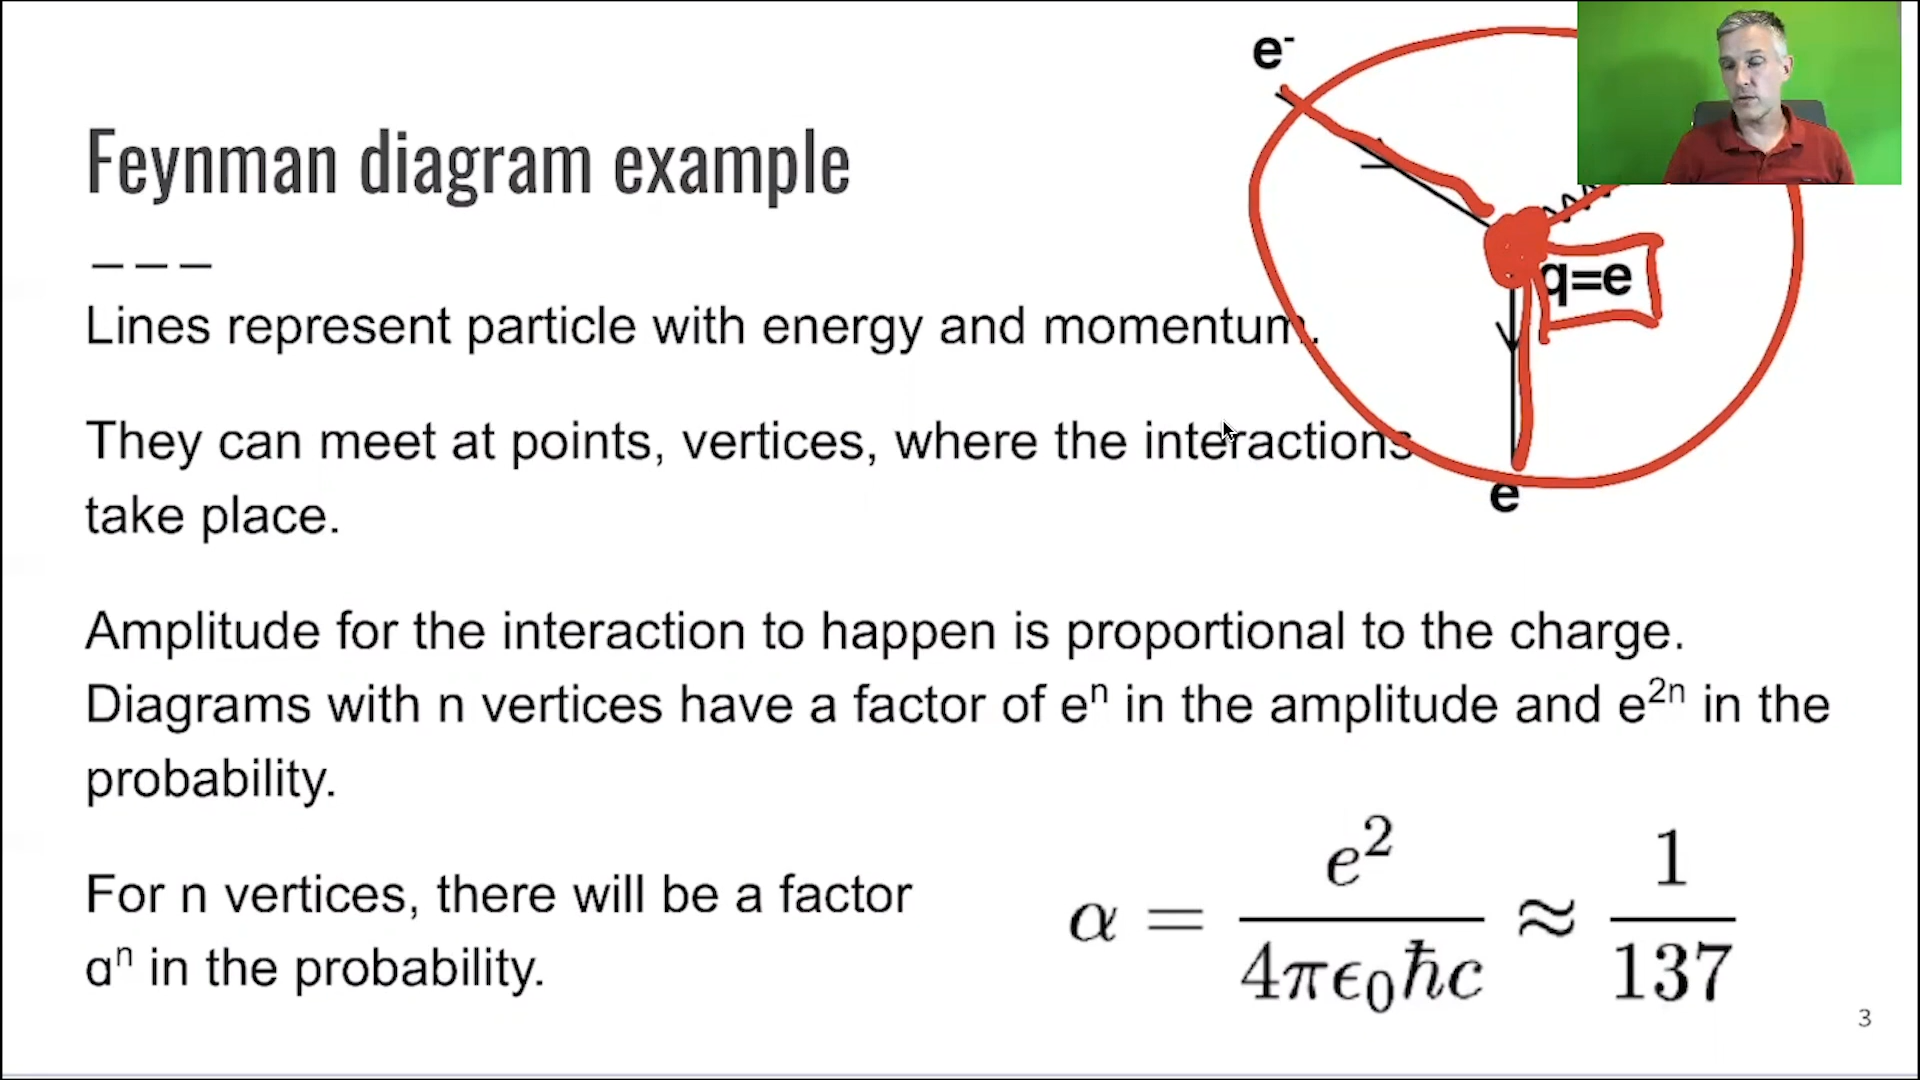 e⁻
Feynman diagram example
q=e
Lines represent particle with energy and momentum.
They can meet at points, vertices, where the interactions
take place.
e
Amplitude for the interaction to happen is proportional to the charge.
Diagrams with n vertices have a factor of eⁿ in the amplitude and e²ⁿ in the
probability.
For n vertices, there will be a factor
αⁿ in the probability.
α = e² / 4πϵ₀ħc ≈ 1 / 137
3